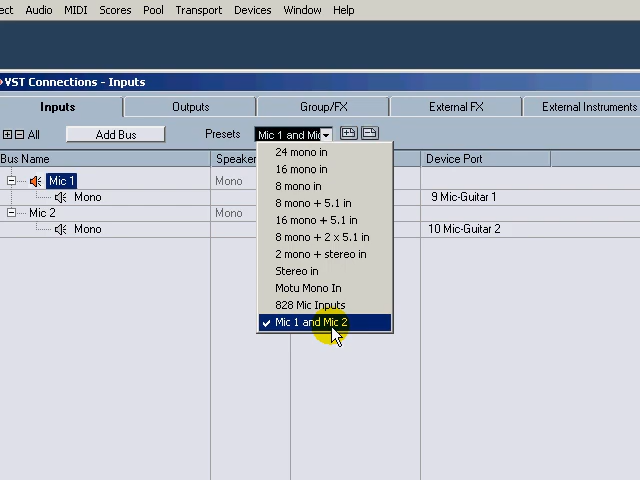 ect Audio MIDI Scores Pool Transport Devices Window Help
VST Connections - Inputs
Inputs Outputs Group/FX External FX External Instruments
All Add Bus Presets Mic 1 and Mic
Bus Name Speaker Device Port
24 mono in
16 mono in
Mic 1 Mono
8 mono in
Mono 9 Mic-Guitar 1
8 mono + 5.1 in
Mic 2 Mono
16 mono + 5.1 in
Mono 10 Mic-Guitar 2
8 mono + 2 x 5.1 in
2 mono + stereo in
Stereo in
Motu Mono In
828 Mic Inputs
Mic 1 and Mic 2